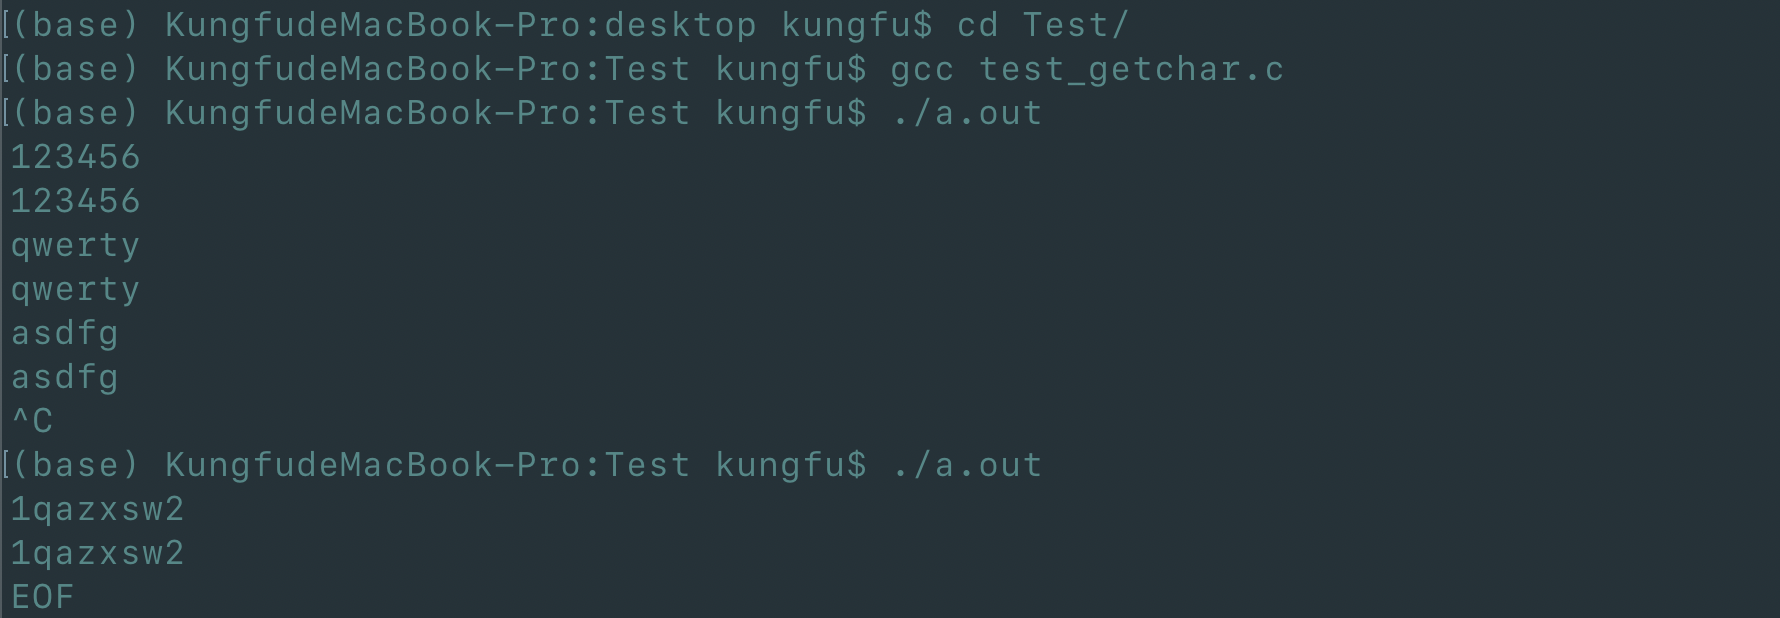 [(base) KungfudeMacBook-Pro:desktop kungfu$ cd Test/
[(base) KungfudeMacBook-Pro:Test kungfu$ gcc test_getchar.c
[(base) KungfudeMacBook-Pro:Test kungfu$ ./a.out
123456
123456
qwerty
qwerty
asdfg
asdfg
^C
[(base) KungfudeMacBook-Pro:Test kungfu$ ./a.out
1qazxsw2
1qazxsw2
EOF